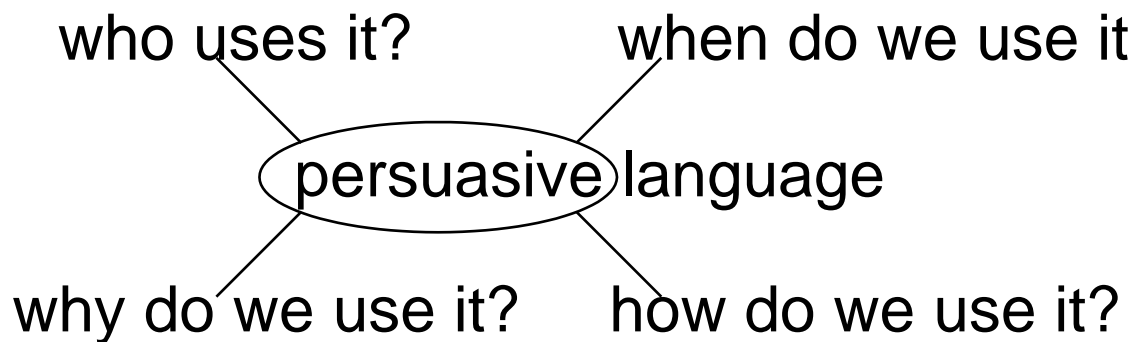 who uses it?
when do we use it
persuasive language
why do we use it?
how do we use it?